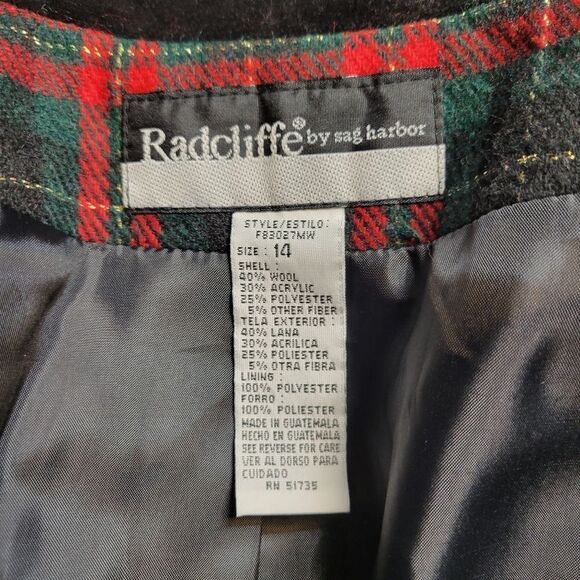 Radcliffe® by sag harbor
STYLE/ESTILO:
F83027MW
SIZE : 14
SHELL :
40% WOOL
30% ACRYLIC
25% POLYESTER
5% OTHER FIBER
TELA EXTERIOR :
40% LANA
30% ACRILICA
25% POLIESTER
5% OTRA FIBRA
LINING :
100% POLYESTER
FORRO :
100% POLIESTER
MADE IN GUATEMALA
HECHO EN GUATEMALA
SEE REVERSE FOR CARE
VER AL DORSO PARA
CUIDADO
RN 51735